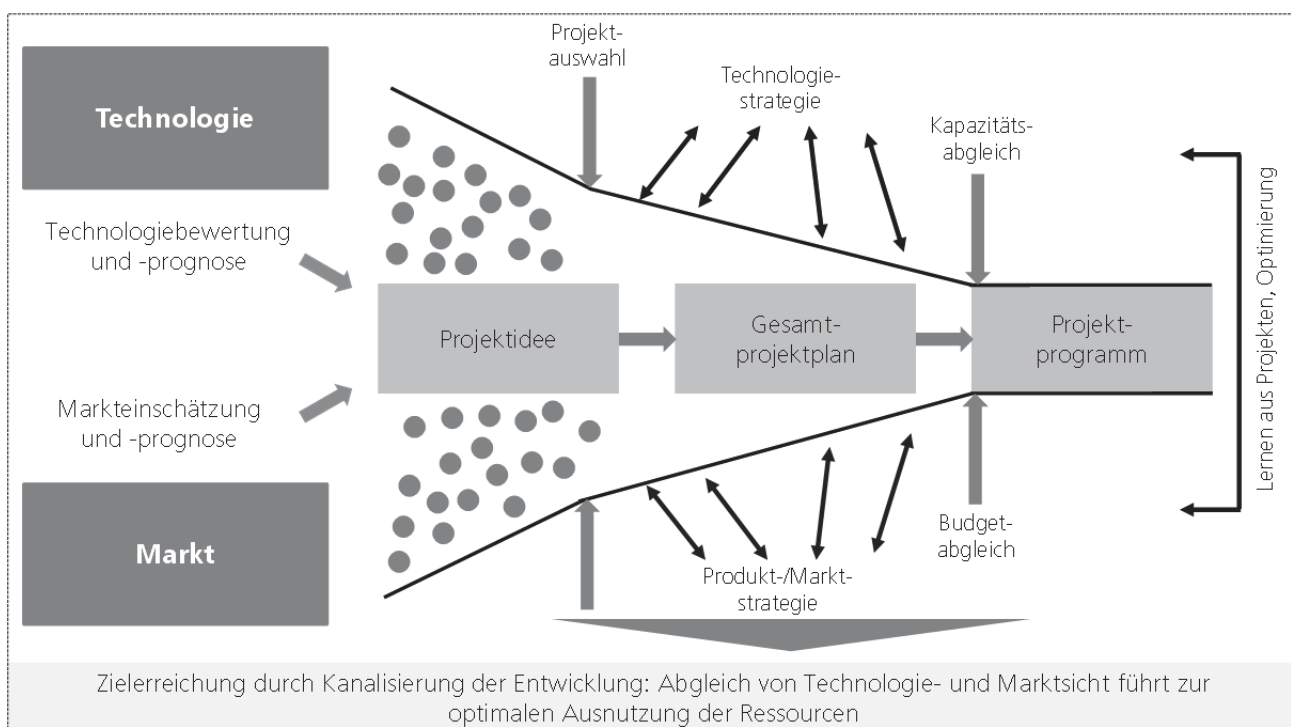 Technologie
Projekt-
auswahl
Technologie-
strategie
Kapazitäts-
abgleich
Technologiebewertung
und -prognose
Projektidee
Gesamt-
projektplan
Projekt-
programm
Lernen aus Projekten, Optimierung
Markteinschätzung
und -prognose
Markt
Produkt-/Markt-
strategie
Budget-
abgleich
Zielerreichung durch Kanalisierung der Entwicklung: Abgleich von Technologie- und Marktsicht führt zur
optimalen Ausnutzung der Ressourcen